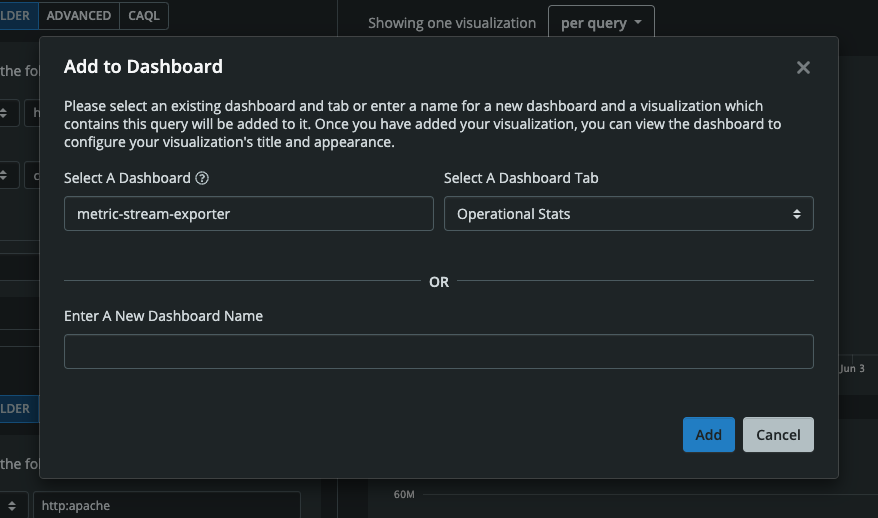 LDER ADVANCED CAQL
Showing one visualization per query
the fol
Add to Dashboard
Please select an existing dashboard and tab or enter a name for a new dashboard and a visualization which
contains this query will be added to it. Once you have added your visualization, you can view the dashboard to
configure your visualization's title and appearance.
h
Select A Dashboard ? Select A Dashboard Tab
c
metric-stream-exporter Operational Stats
OR
Enter A New Dashboard Name
Jun 3
LDER
Add Cancel
the fol
60M
http:apache